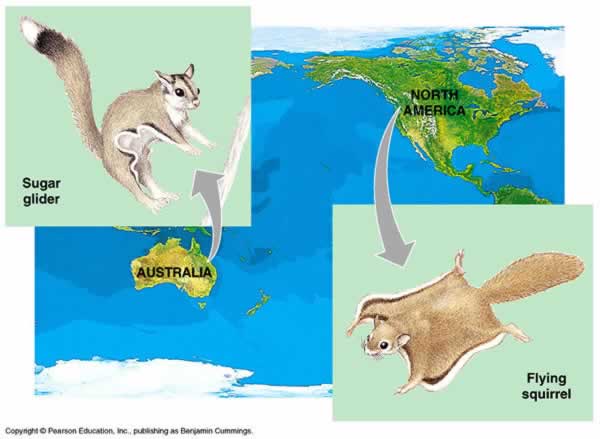 Sugar
glider
NORTH
AMERICA
AUSTRALIA
Flying
squirrel
Copyright © Pearson Education, Inc., publishing as Benjamin Cummings.